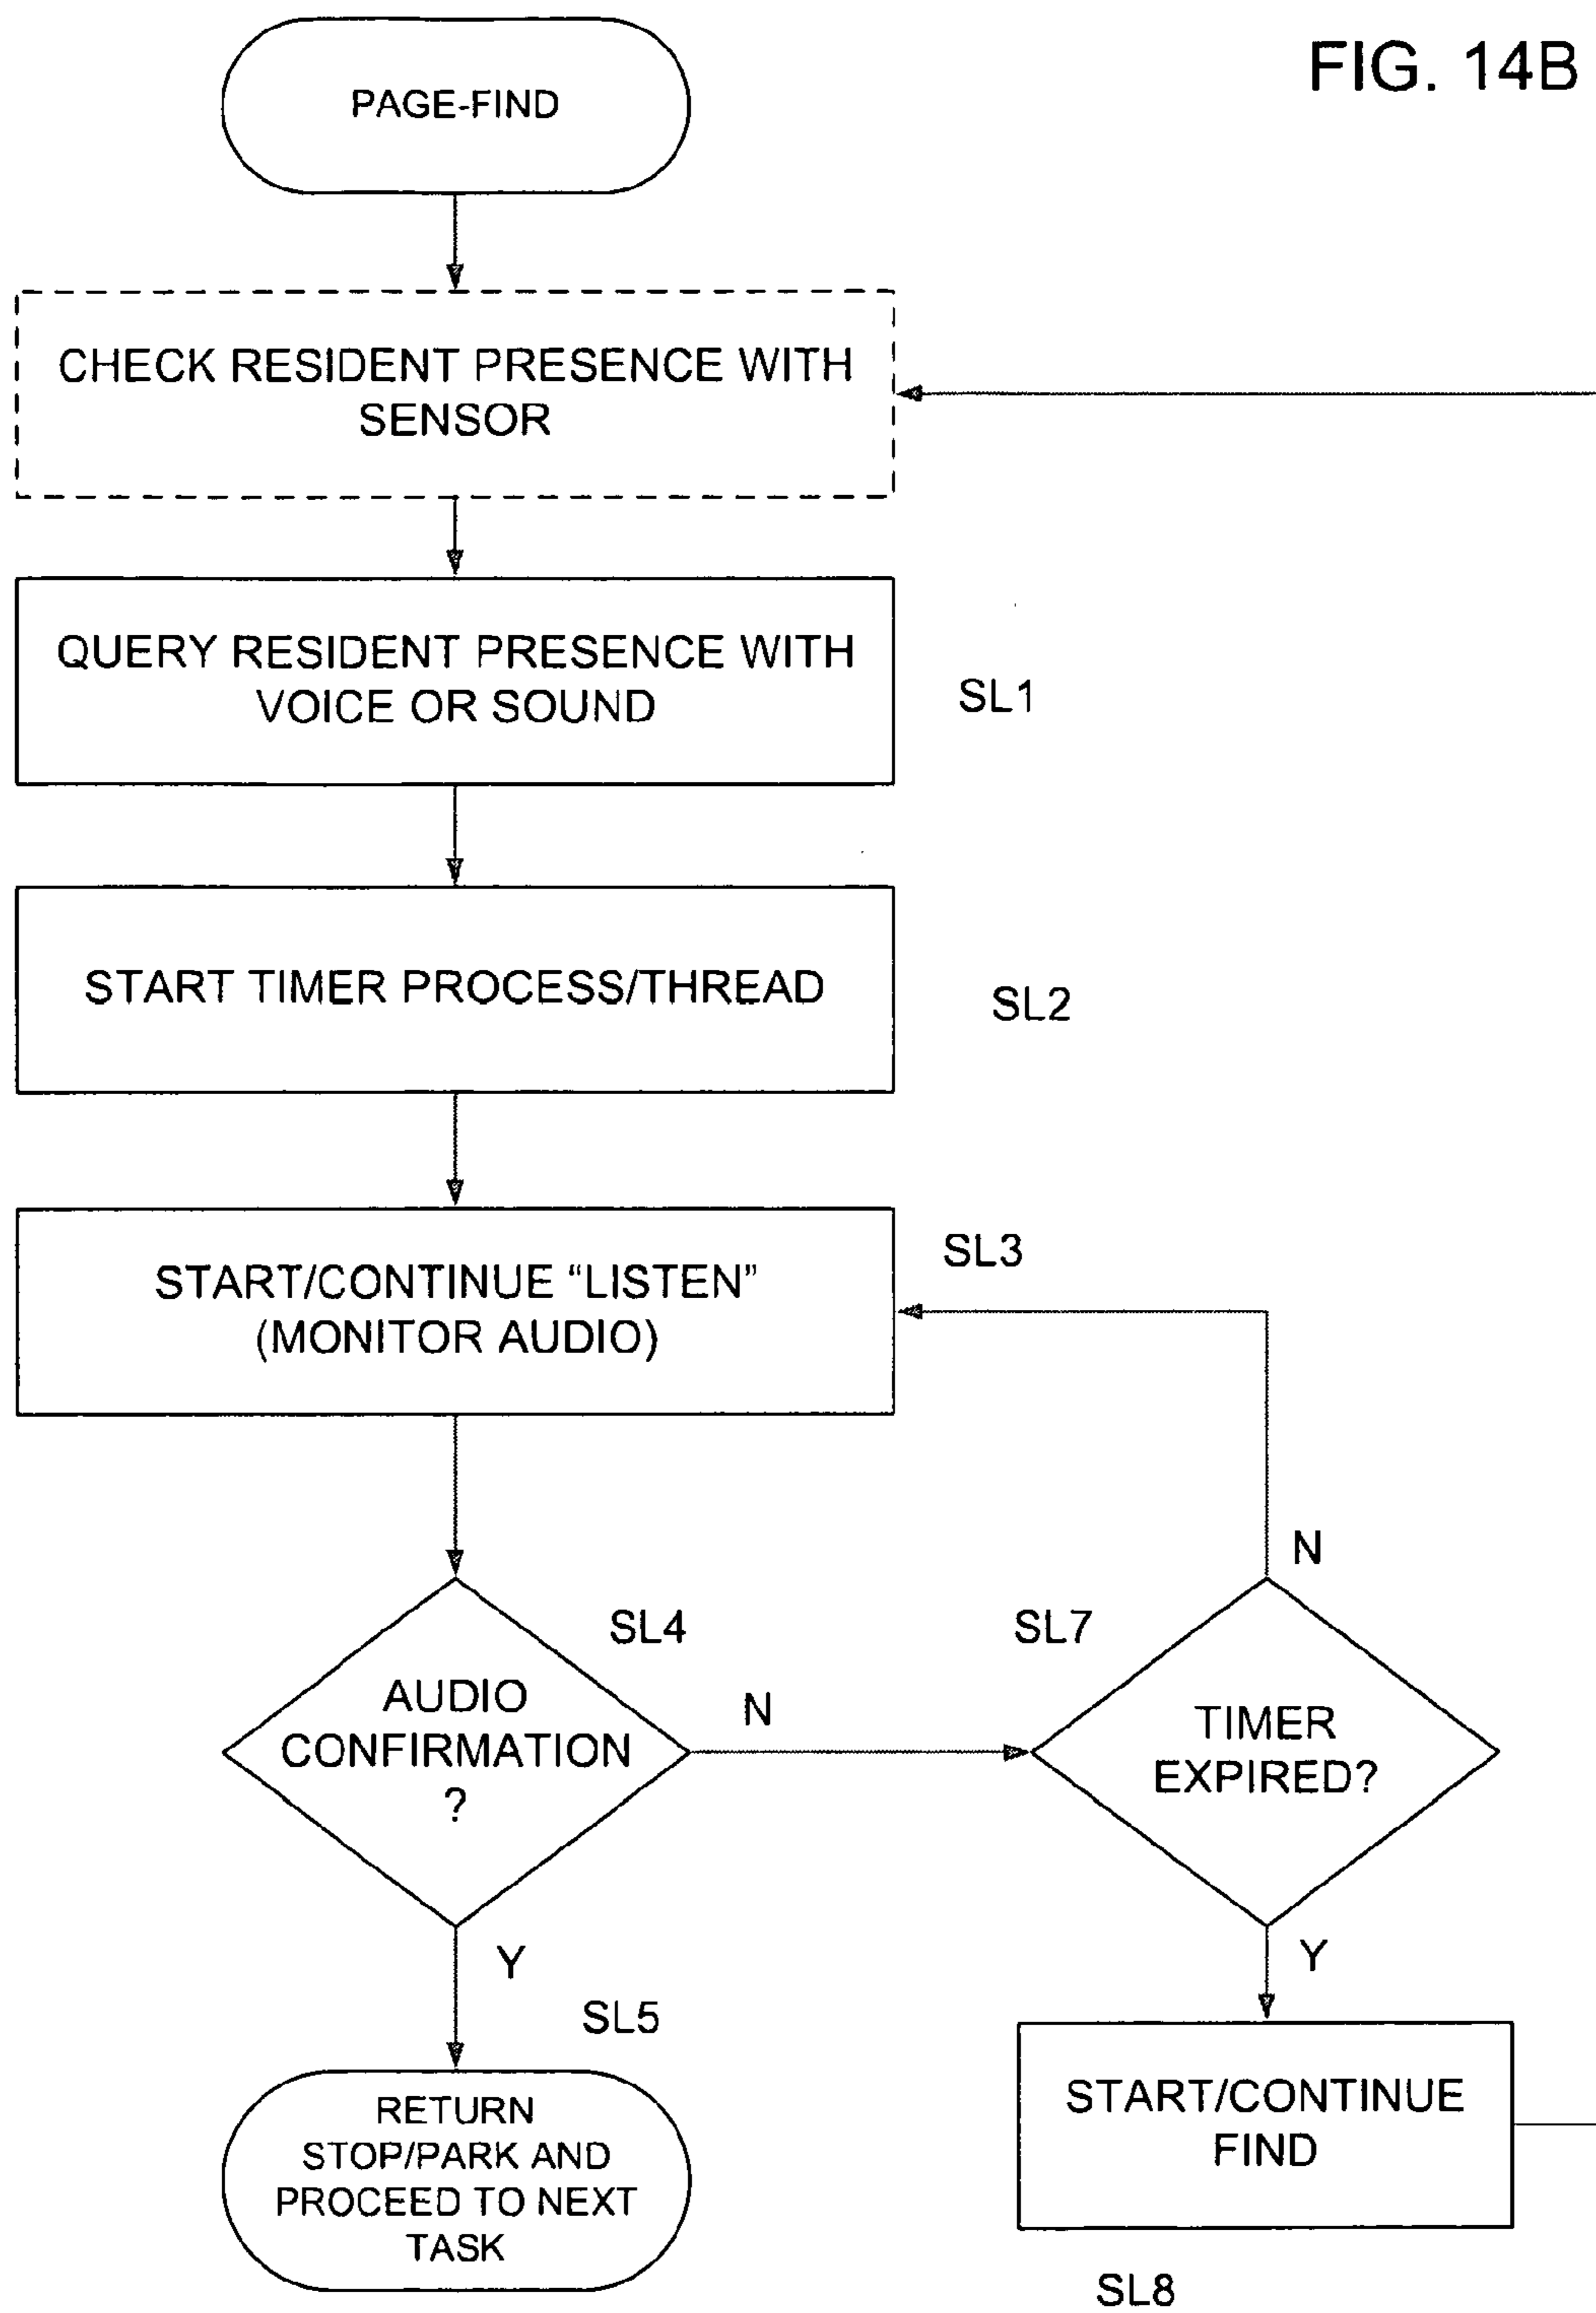 FIG. 14B
PAGE-FIND
CHECK RESIDENT PRESENCE WITH
SENSOR
QUERY RESIDENT PRESENCE WITH
VOICE OR SOUND
SL1
START TIMER PROCESS/THREAD
SL2
START/CONTINUE “LISTEN”
(MONITOR AUDIO)
SL3
N
SL4
SL7
AUDIO
CONFIRMATION
?
N
TIMER
EXPIRED?
Y
Y
SL5
RETURN
STOP/PARK AND
PROCEED TO NEXT
TASK
START/CONTINUE
FIND
SL8